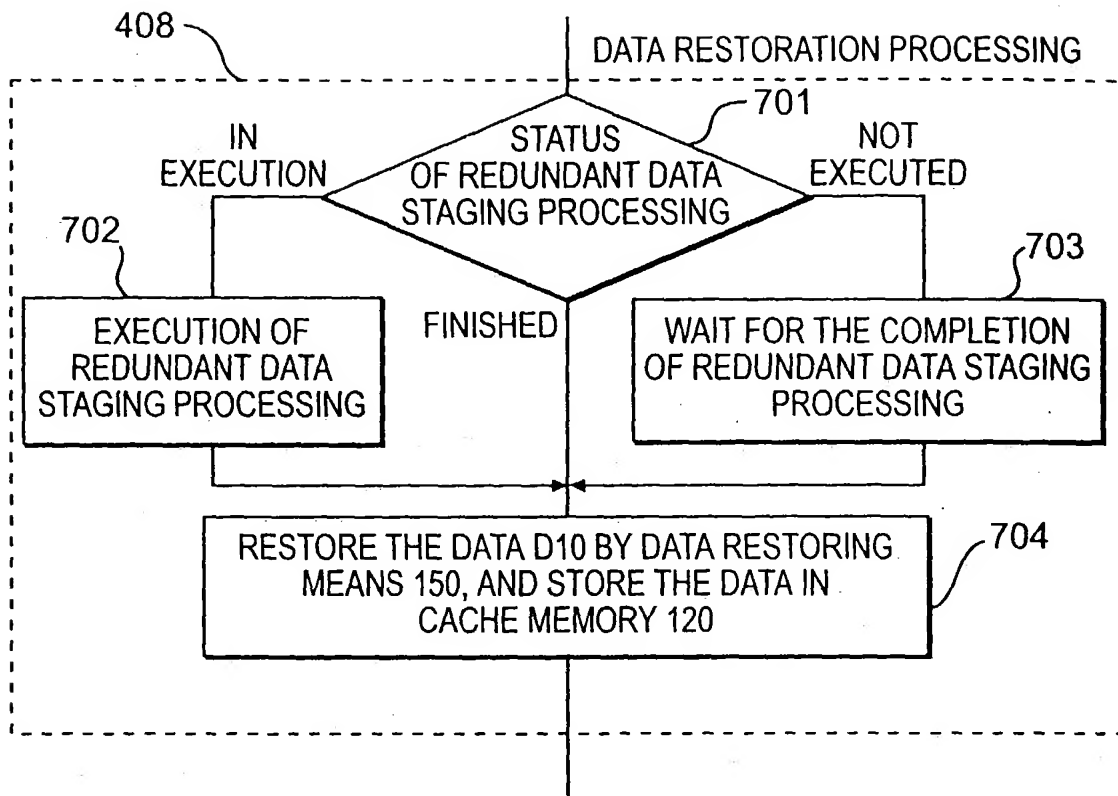 408
DATA RESTORATION PROCESSING
701
IN
EXECUTION
STATUS
OF REDUNDANT DATA
STAGING PROCESSING
NOT
EXECUTED
702
703
FINISHED
EXECUTION OF
REDUNDANT DATA
STAGING PROCESSING
WAIT FOR THE COMPLETION
OF REDUNDANT DATA STAGING
PROCESSING
704
RESTORE THE DATA D10 BY DATA RESTORING
MEANS 150, AND STORE THE DATA IN
CACHE MEMORY 120